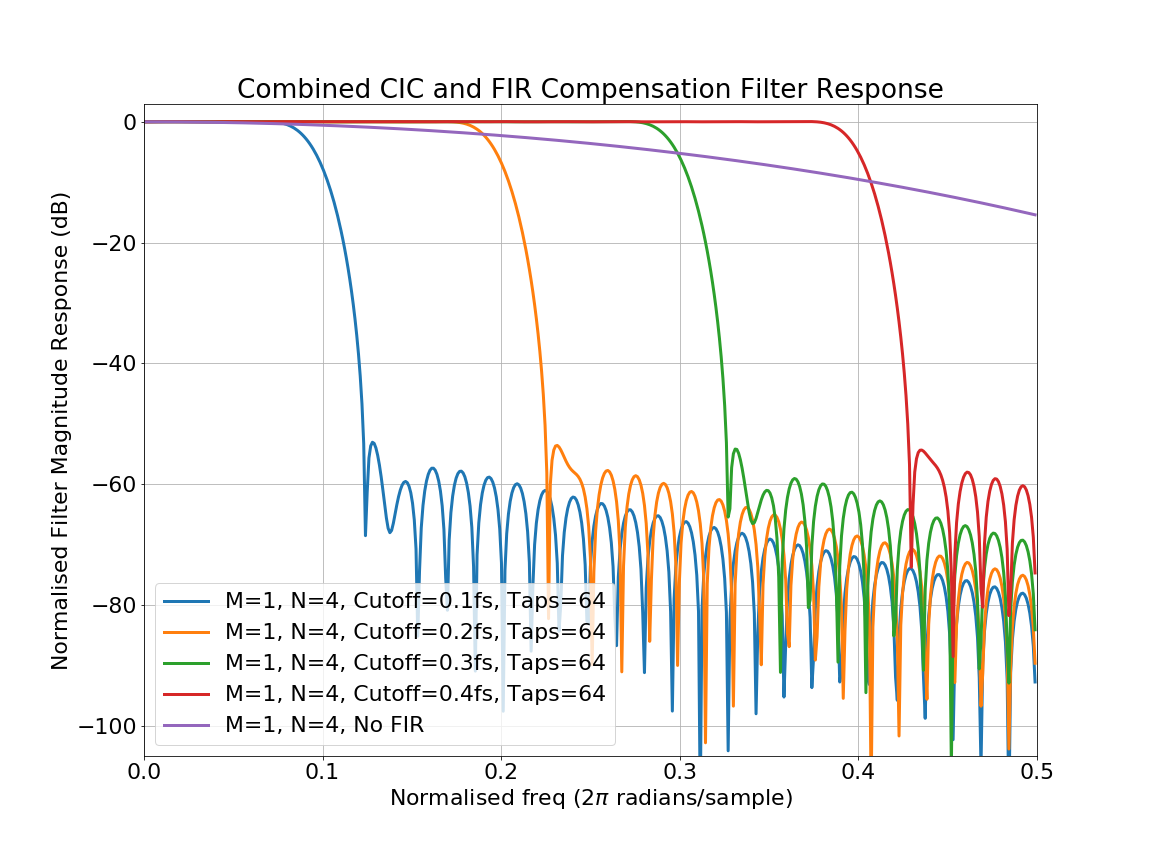 Combined CIC and FIR Compensation Filter Response
Normalised Filter Magnitude Response (dB)
0
−20
−40
−60
−80
−100
M=1, N=4, Cutoff=0.1fs, Taps=64
M=1, N=4, Cutoff=0.2fs, Taps=64
M=1, N=4, Cutoff=0.3fs, Taps=64
M=1, N=4, Cutoff=0.4fs, Taps=64
M=1, N=4, No FIR
0.0 0.1 0.2 0.3 0.4 0.5
Normalised freq (2π radians/sample)